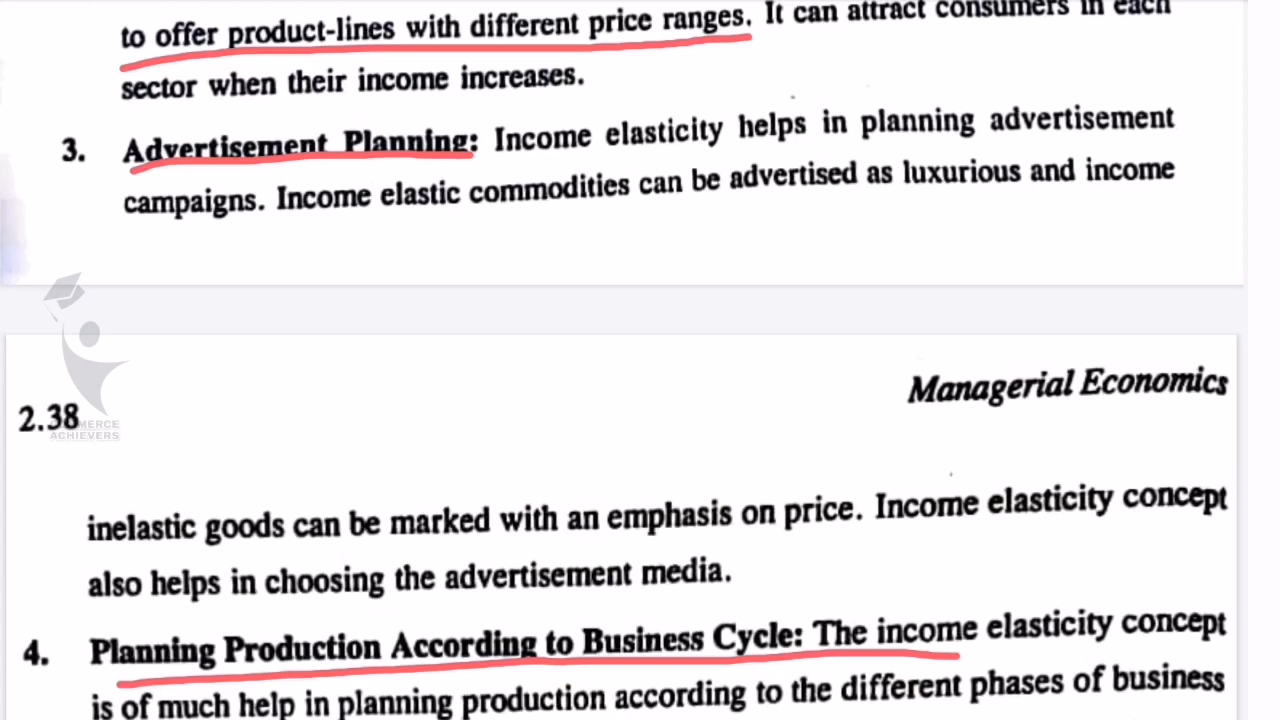 to offer product-lines with different price ranges. It can attract consumers in each
sector when their income increases.
3. Advertisement Planning: Income elasticity helps in planning advertisement
campaigns. Income elastic commodities can be advertised as luxurious and income
Managerial Economics
2.38
MERCE
ACHIEVERS
inelastic goods can be marked with an emphasis on price. Income elasticity concept
also helps in choosing the advertisement media.
4. Planning Production According to Business Cycle: The income elasticity concept
is of much help in planning production according to the different phases of business